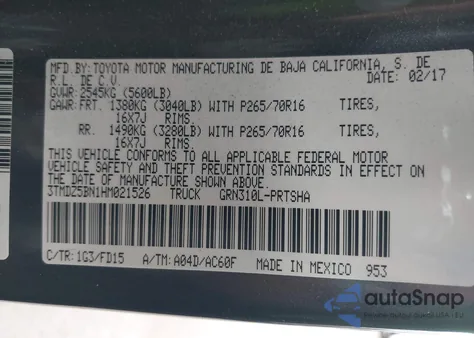 MFD.BY:TOYOTA MOTOR MANUFACTURING DE BAJA CALIFORNIA, S. DE
R.L. DE C.V. DATE: 02/17
GVWR:2545KG (5600LB)
GAWR:FRT. 1380KG (3040LB) WITH P265/70R16 TIRES,
16X7J RIMS.
RR. 1490KG (3280LB) WITH P265/70R16 TIRES,
16X7J RIMS.
THIS VEHICLE CONFORMS TO ALL APPLICABLE FEDERAL MOTOR
VEHICLE SAFETY AND THEFT PREVENTION STANDARDS IN EFFECT ON
THE DATE OF MANUFACTURE SHOWN ABOVE.
3TMDZ5BN1HM021526 TRUCK GRN310L-PRTSHA
C/TR:1G3/FD15 A/TM:A04D/AC60F MADE IN MEXICO 953
autoSnap